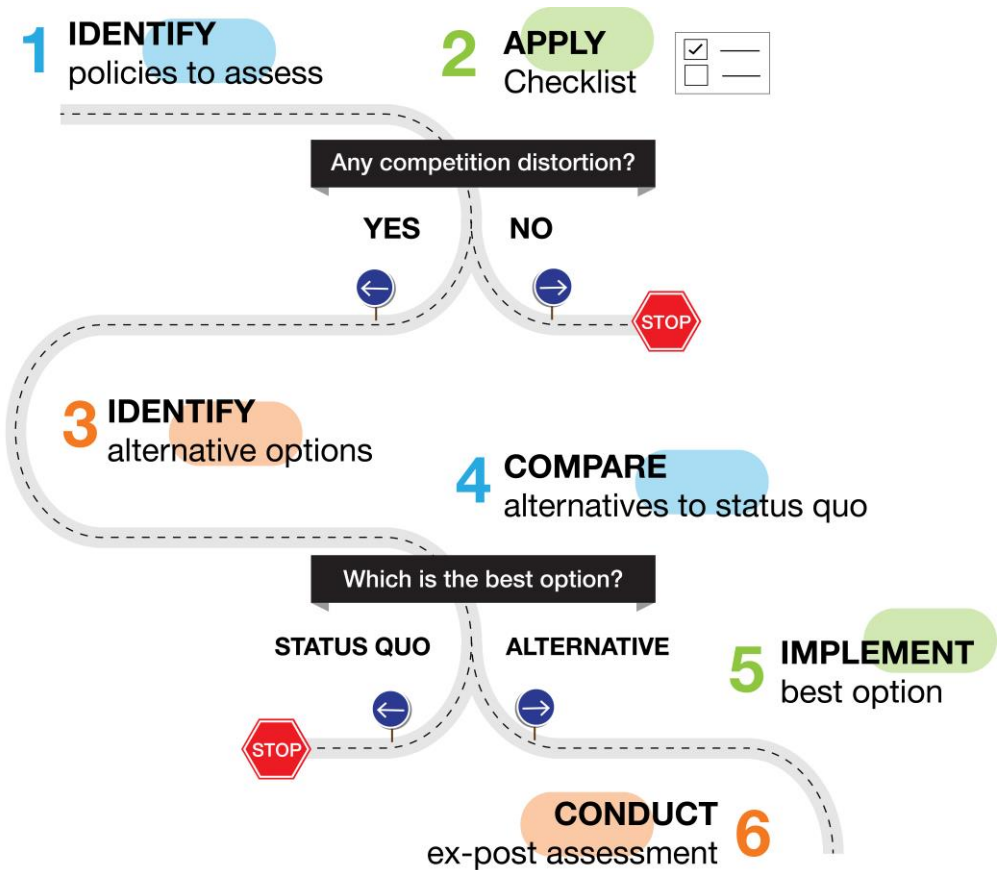 1 IDENTIFY
policies to assess
2 APPLY
Checklist
Any competition distortion?
YES
NO
STOP
3 IDENTIFY
alternative options
4 COMPARE
alternatives to status quo
Which is the best option?
STATUS QUO
ALTERNATIVE
5 IMPLEMENT
best option
STOP
CONDUCT 6
ex-post assessment